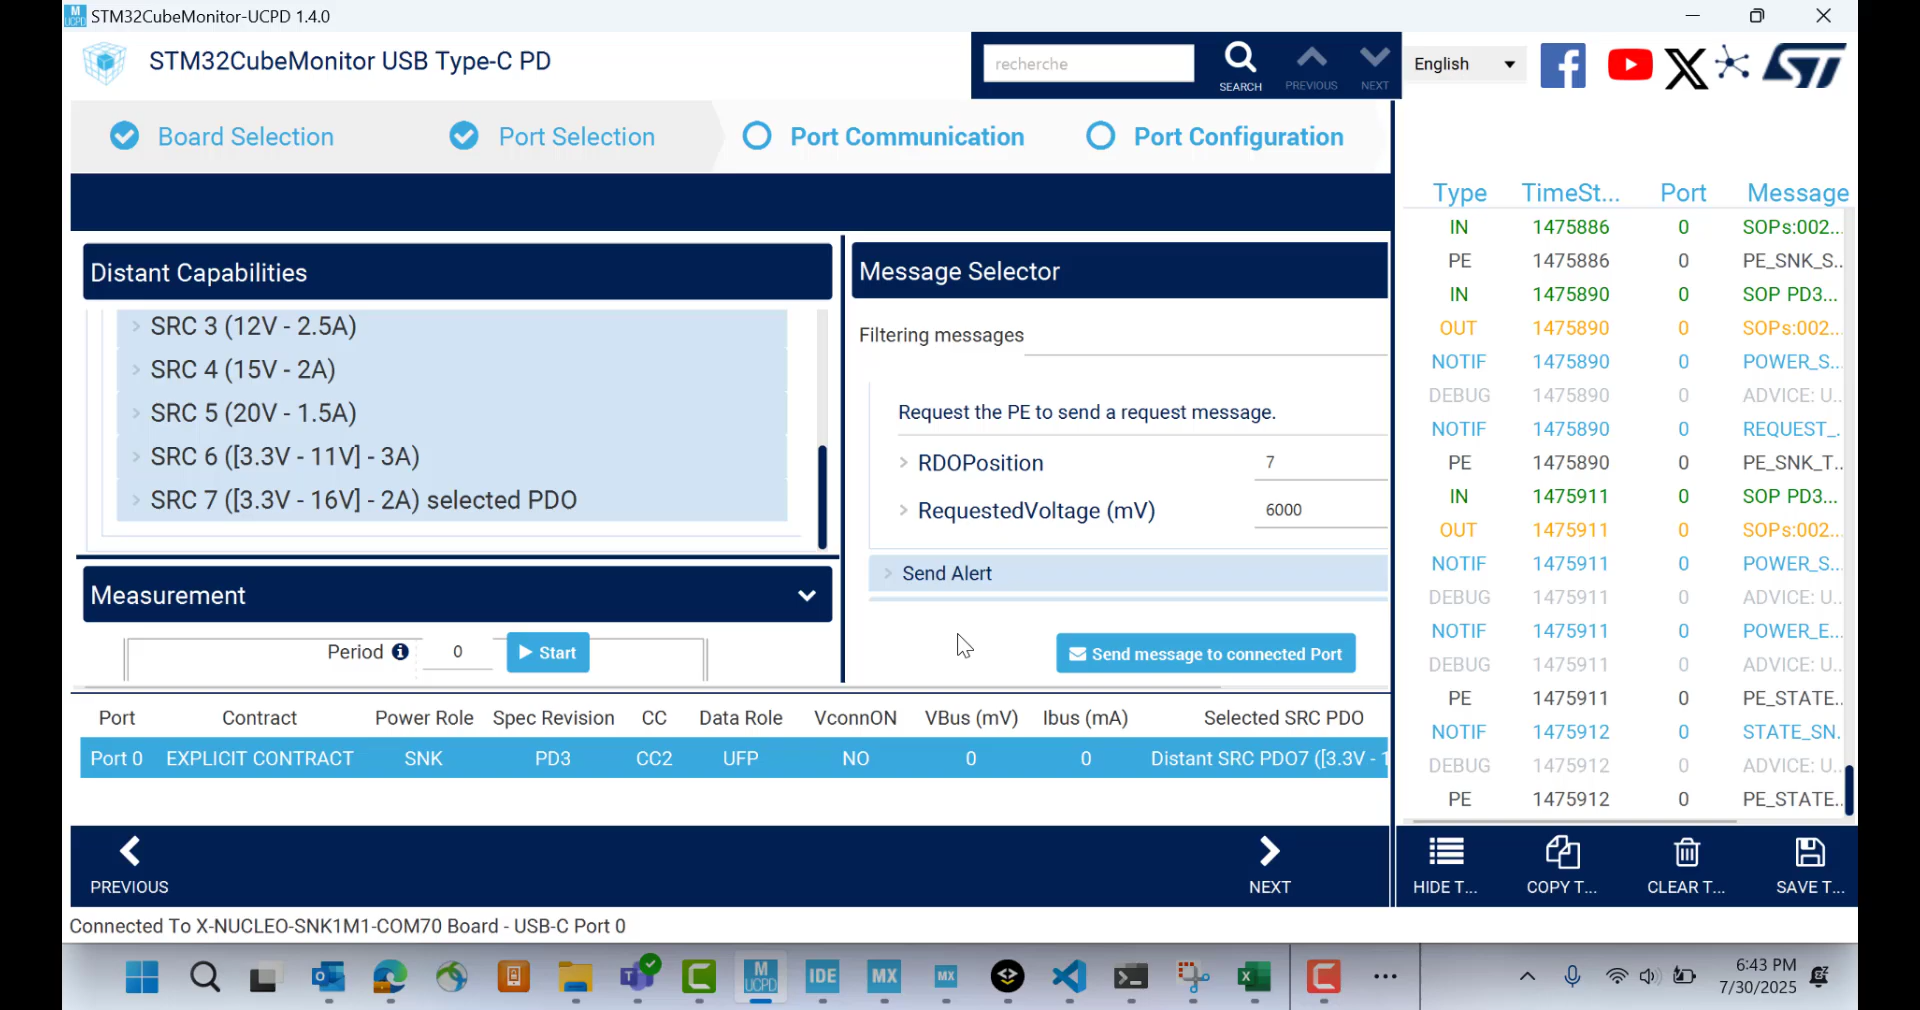 STM32CubeMonitor-UCPD 1.4.0
STM32CubeMonitor USB Type-C PD
recherche
SEARCH
PREVIOUS
NEXT
English
Board Selection
Port Selection
Port Communication
Port Configuration
Distant Capabilities
SRC 3 (12V - 2.5A)
SRC 4 (15V - 2A)
SRC 5 (20V - 1.5A)
SRC 6 ([3.3V - 11V] - 3A)
SRC 7 ([3.3V - 16V] - 2A) selected PDO
Measurement
Period 0 Start
Message Selector
Filtering messages
Request the PE to send a request message.
RDOPosition 7
RequestedVoltage (mV) 6000
Send Alert
Send message to connected Port
Port Contract Power Role Spec Revision CC Data Role VconnON VBus (mV) Ibus (mA) Selected SRC PDO
Port 0 EXPLICIT CONTRACT SNK PD3 CC2 UFP NO 0 0 Distant SRC PDO7 ([3.3V - 1
PREVIOUS
NEXT
Type TimeSt... Port Message
IN 1475886 0 SOPs:002...
PE 1475886 0 PE_SNK_S...
IN 1475890 0 SOP PD3...
OUT 1475890 0 SOPs:002...
NOTIF 1475890 0 POWER_S...
DEBUG 1475890 0 ADVICE: U...
NOTIF 1475890 0 REQUEST_...
PE 1475890 0 PE_SNK_T...
IN 1475911 0 SOP PD3...
OUT 1475911 0 SOPs:002...
NOTIF 1475911 0 POWER_S...
DEBUG 1475911 0 ADVICE: U...
NOTIF 1475911 0 POWER_E...
DEBUG 1475911 0 ADVICE: U...
PE 1475911 0 PE_STATE...
NOTIF 1475912 0 STATE_SN...
DEBUG 1475912 0 ADVICE: U...
PE 1475912 0 PE_STATE...
HIDE T...
COPY T...
CLEAR T...
SAVE T...
Connected To X-NUCLEO-SNK1M1-COM70 Board - USB-C Port 0
M UCPD
IDE
MX
MX
6:43 PM
7/30/2025